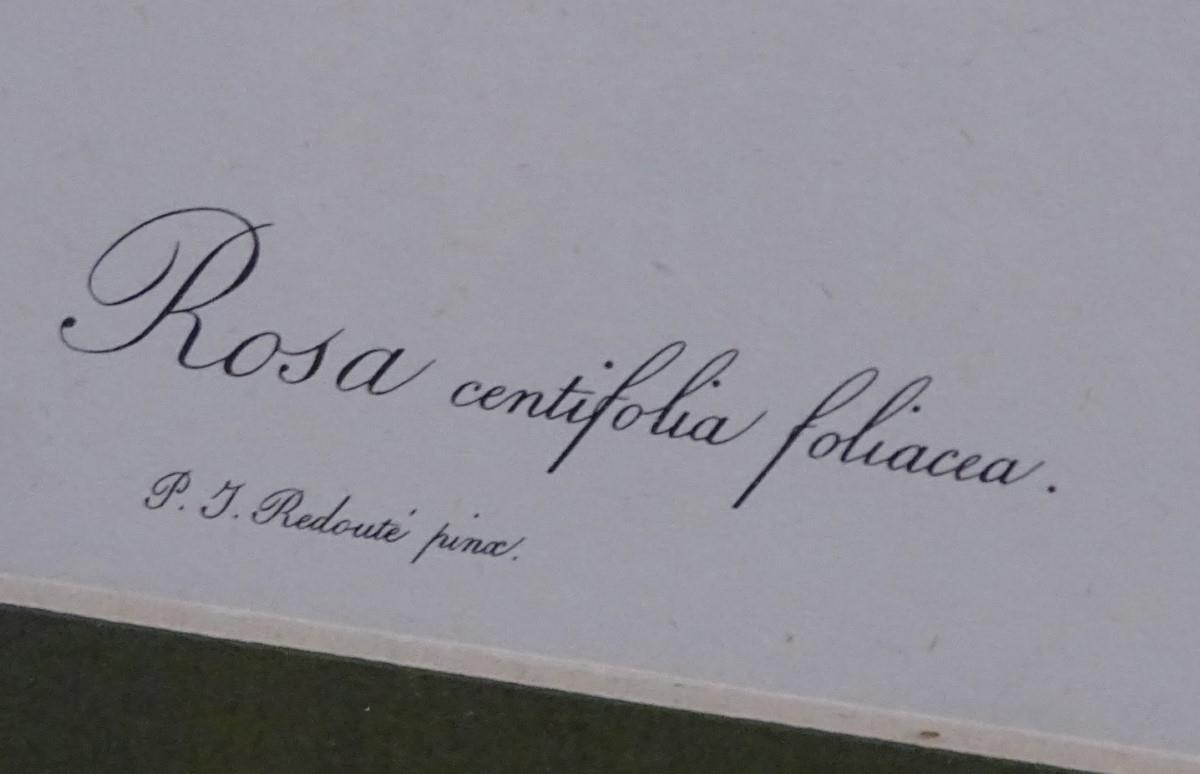 Rosa centifolia foliacea.
P. J. Redouté pinx.